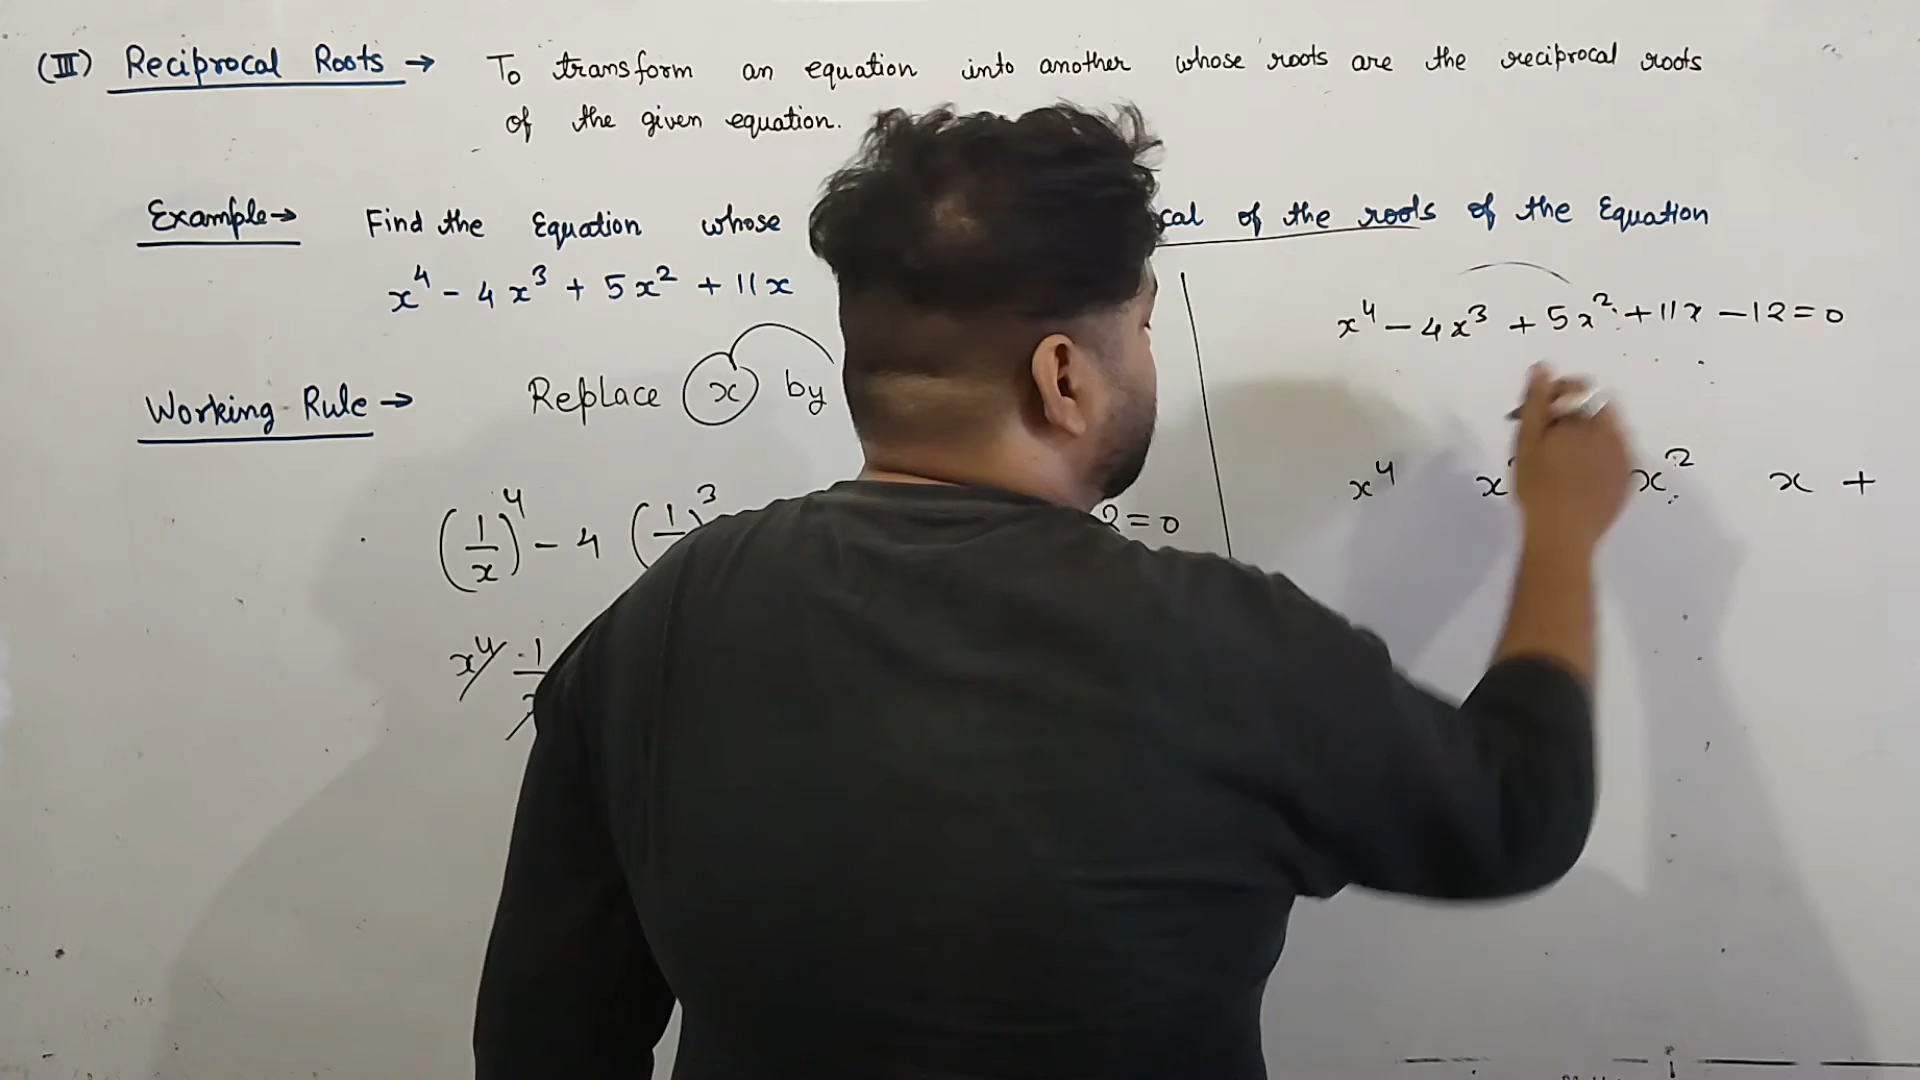 (III) Reciprocal Roots → To transform an equation into another whose roots are the reciprocal roots
of the given equation.
Example→ Find the Equation whose of the roots of the Equation
x⁴ - 4x³ + 5x² + 11x
x⁴ - 4x³ + 5x² + 11x - 12 = 0
Working Rule → Replace x by
x⁴ x² x +
(1/x)⁴ - 4 (1/ )³ 2 = 0
x⁴ 1/